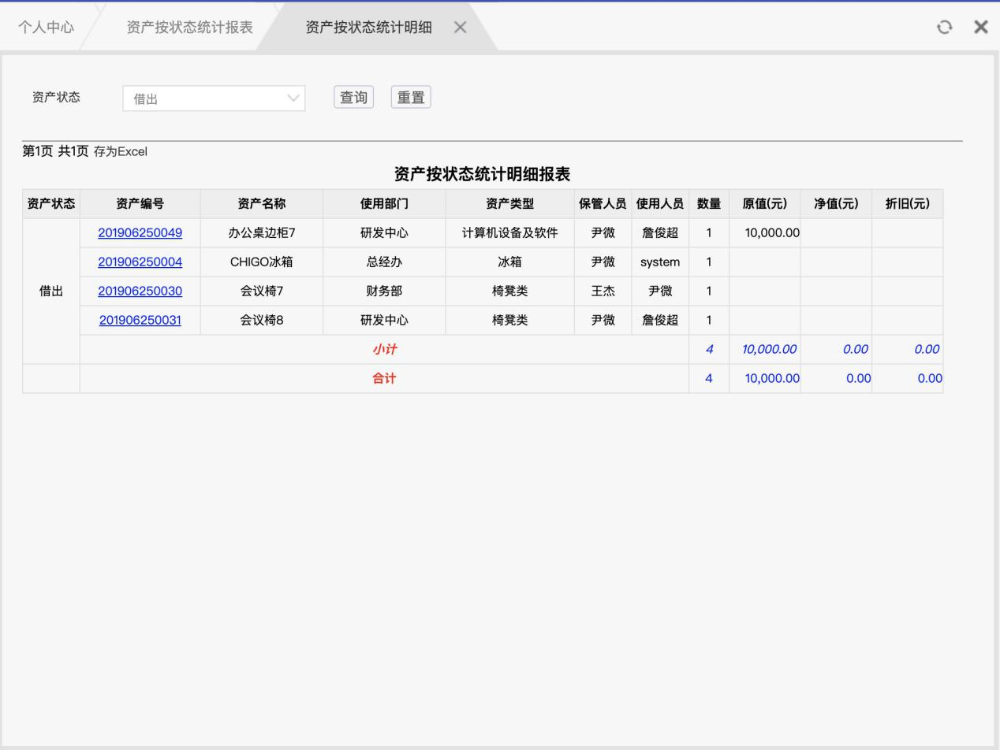 个人中心 资产按状态统计报表 资产按状态统计明细
资产状态 借出 查询 重置
第1页 共1页 存为Excel
资产按状态统计明细报表
资产状态 资产编号 资产名称 使用部门 资产类型 保管人员 使用人员 数量 原值(元) 净值(元) 折旧(元)
201906250049 办公桌边柜7 研发中心 计算机设备及软件 尹微 詹俊超 1 10,000.00
201906250004 CHIGO冰箱 总经办 冰箱 尹微 system 1
借出 201906250030 会议椅7 财务部 椅凳类 王杰 尹微 1
201906250031 会议椅8 研发中心 椅凳类 尹微 詹俊超 1
小计 4 10,000.00 0.00 0.00
合计 4 10,000.00 0.00 0.00